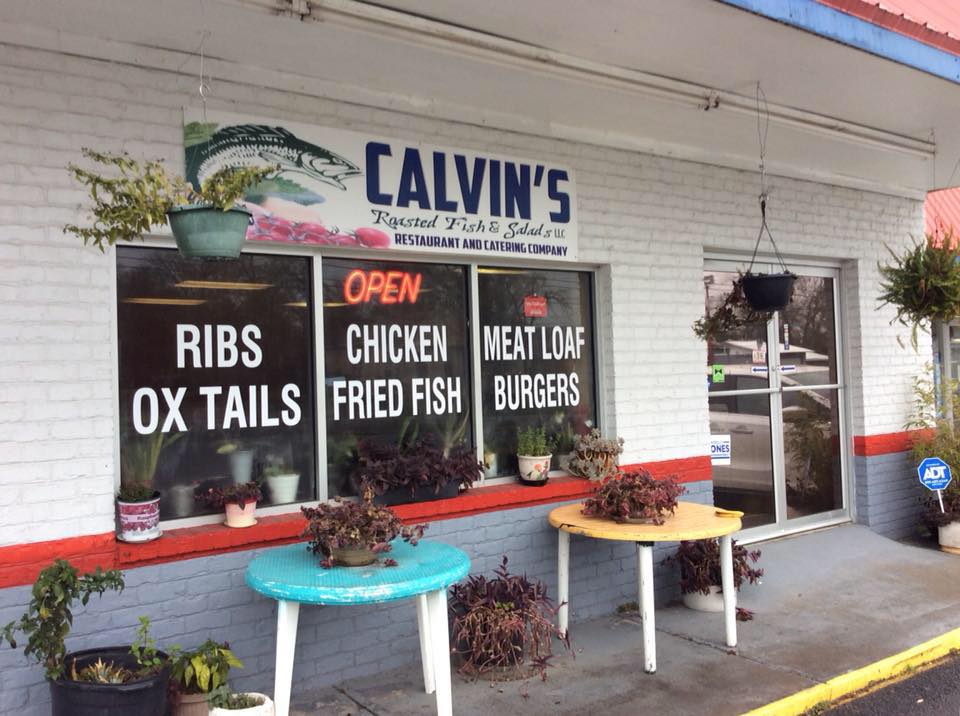 CALVIN'S
Roasted Fish & Salads LLC
RESTAURANT AND CATERING COMPANY
OPEN
RIBS
OX TAILS
CHICKEN
FRIED FISH
MEAT LOAF
BURGERS
ONES
ADT